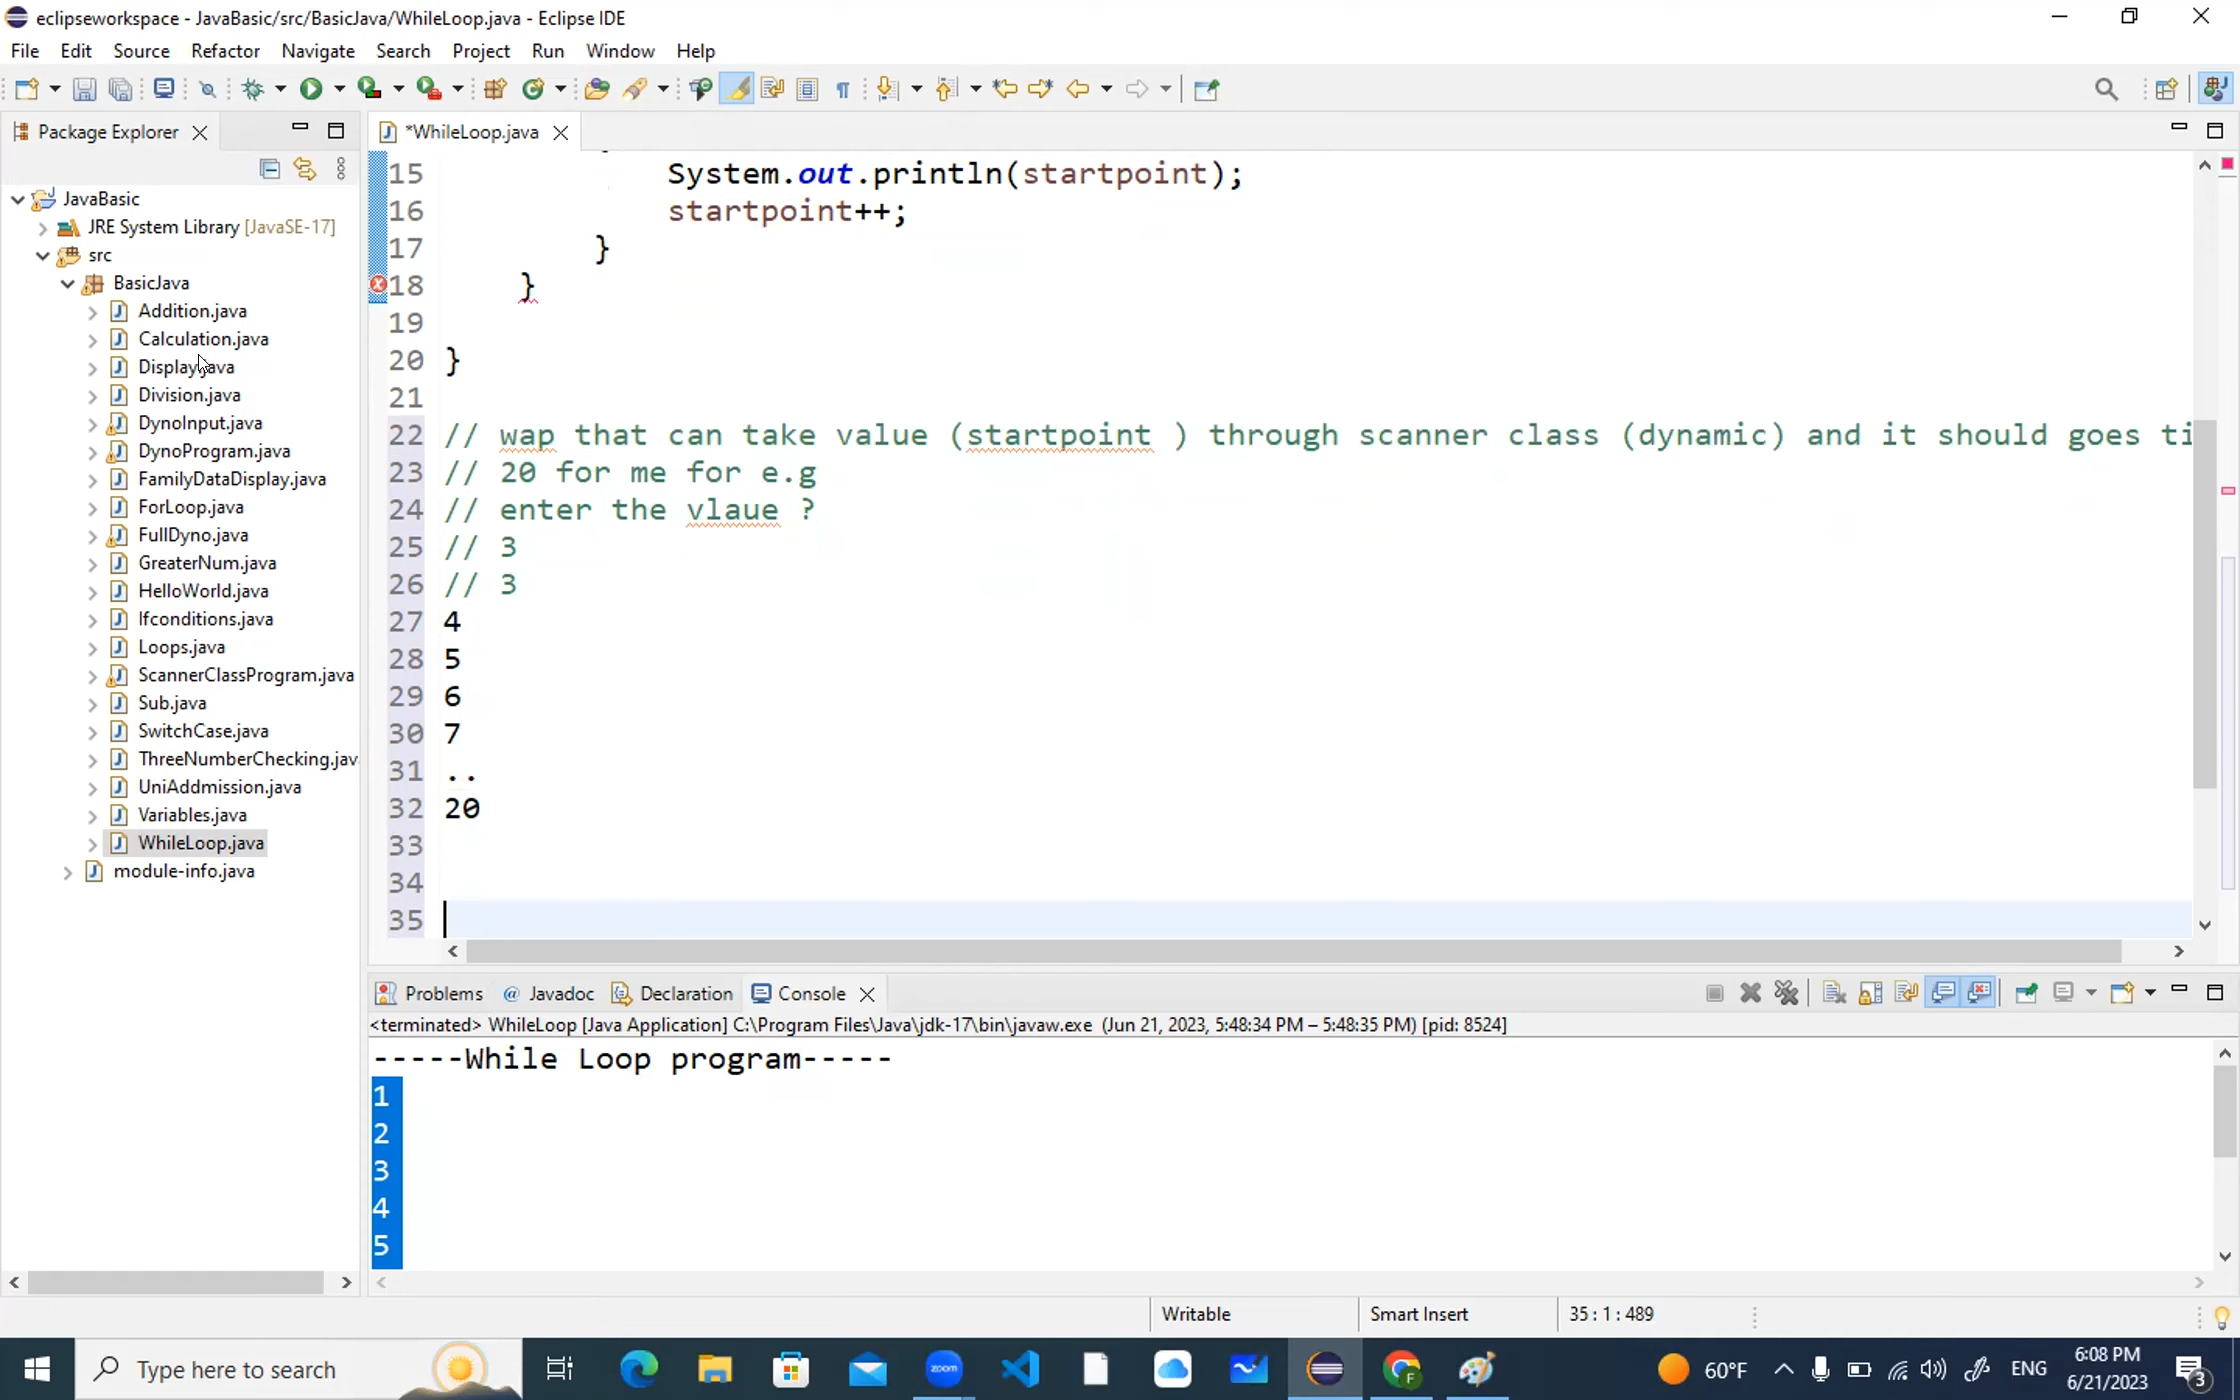 eclipseworkspace - JavaBasic/src/BasicJava/WhileLoop.java - Eclipse IDE
File Edit Source Refactor Navigate Search Project Run Window Help
Package Explorer
*WhileLoop.java
JavaBasic
JRE System Library [JavaSE-17]
src
BasicJava
Addition.java
Calculation.java
Display.java
Division.java
DynoInput.java
DynoProgram.java
FamilyDataDisplay.java
ForLoop.java
FullDyno.java
GreaterNum.java
HelloWorld.java
Ifconditions.java
Loops.java
ScannerClassProgram.java
Sub.java
SwitchCase.java
ThreeNumberChecking.jav
UniAddmission.java
Variables.java
WhileLoop.java
module-info.java
15 System.out.println(startpoint);
16 startpoint++;
17 }
18 }
19
20 }
21
22 // wap that can take value (startpoint ) through scanner class (dynamic) and it should goes ti
23 // 20 for me for e.g
24 // enter the vlaue ?
25 // 3
26 // 3
27 4
28 5
29 6
30 7
31 ..
32 20
33
34
35
Problems @ Javadoc Declaration Console
<terminated> WhileLoop [Java Application] C:\Program Files\Java\jdk-17\bin\javaw.exe (Jun 21, 2023, 5:48:34 PM – 5:48:35 PM) [pid: 8524]
-----While Loop program-----
1
2
3
4
5
Writable Smart Insert 35 : 1 : 489
Type here to search
zoom
F
60°F
ENG
6:08 PM
6/21/2023
3